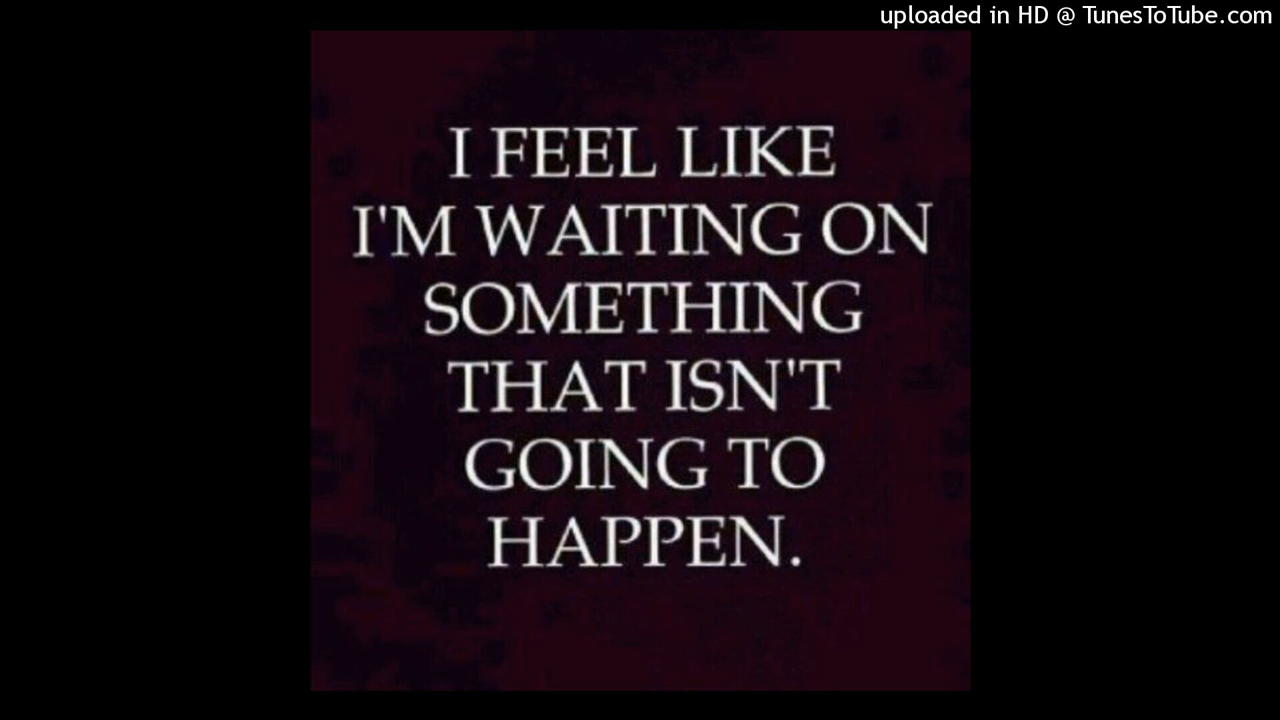 uploaded in HD @ TunesToTube.com
I FEEL LIKE
I'M WAITING ON
SOMETHING
THAT ISN'T
GOING TO
HAPPEN.